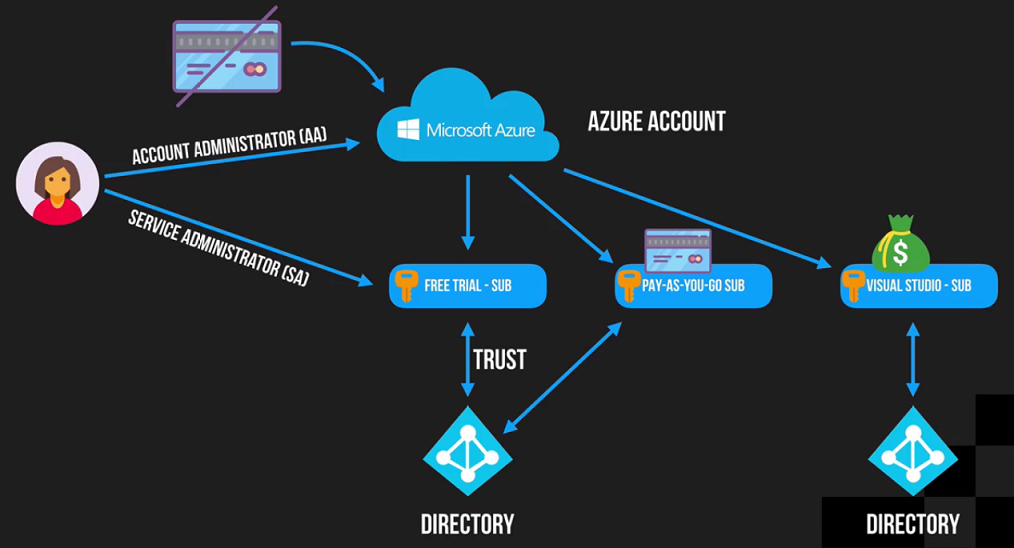 Microsoft Azure
AZURE ACCOUNT
ACCOUNT ADMINISTRATOR (AA)
SERVICE ADMINISTRATOR (SA)
$
FREE TRIAL - SUB
PAY-AS-YOU-GO SUB
VISUAL STUDIO - SUB
TRUST
DIRECTORY
DIRECTORY